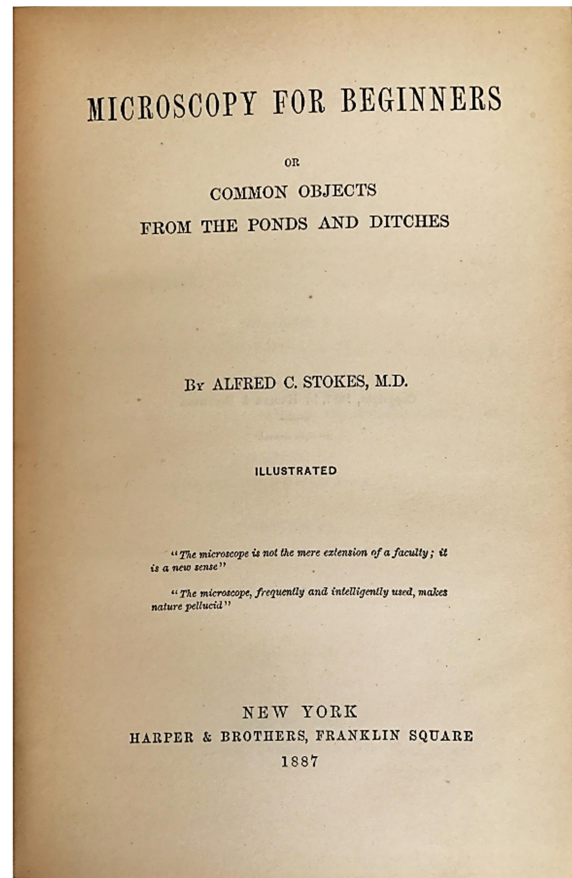 MICROSCOPY FOR BEGINNERS
OR
COMMON OBJECTS
FROM THE PONDS AND DITCHES
BY ALFRED C. STOKES, M.D.
ILLUSTRATED
"The microscope is not the mere extension of a faculty; it
is a new sense"
"The microscope, frequently and intelligently used, makes
nature pellucid"
NEW YORK
HARPER & BROTHERS, FRANKLIN SQUARE
1887